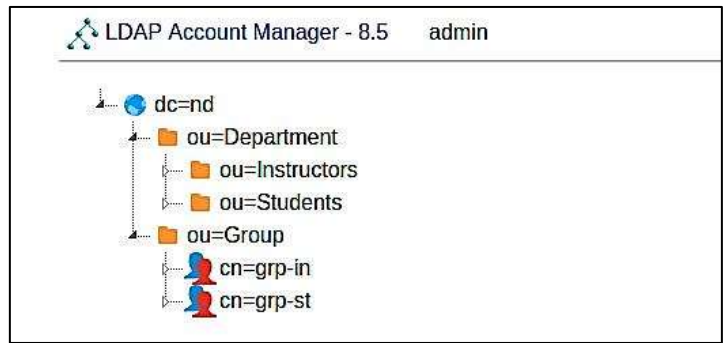 LDAP Account Manager - 8.5 admin
dc=nd
ou=Department
ou=Instructors
ou=Students
ou=Group
cn=grp-in
cn=grp-st